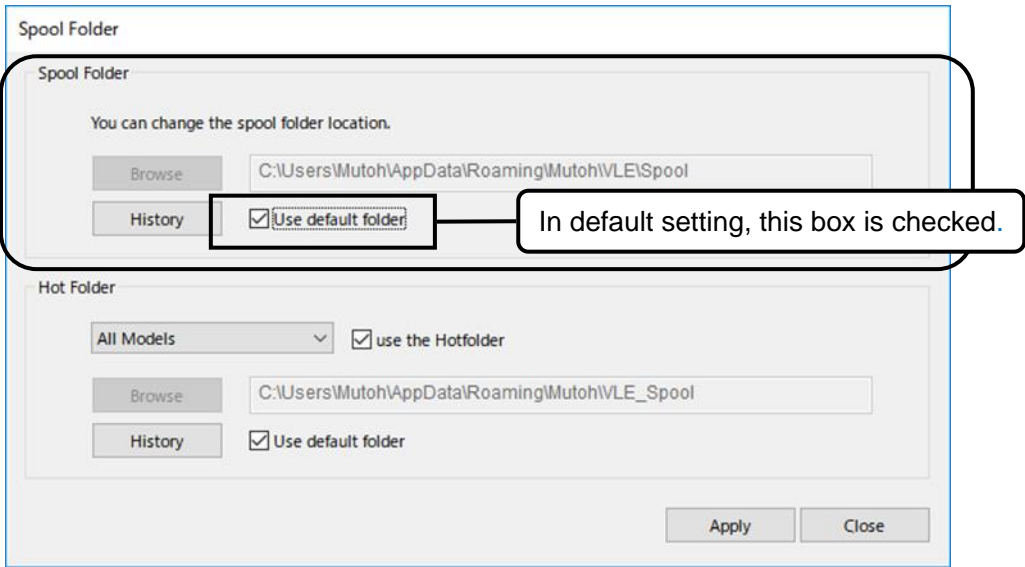 Spool Folder
Spool Folder
You can change the spool folder location.
Browse
C:\Users\Mutoh\AppData\Roaming\Mutoh\VLE\Spool
History
Use default folder
In default setting, this box is checked.
Hot Folder
All Models
use the Hotfolder
Browse
C:\Users\Mutoh\AppData\Roaming\Mutoh\VLE_Spool
History
Use default folder
Apply
Close